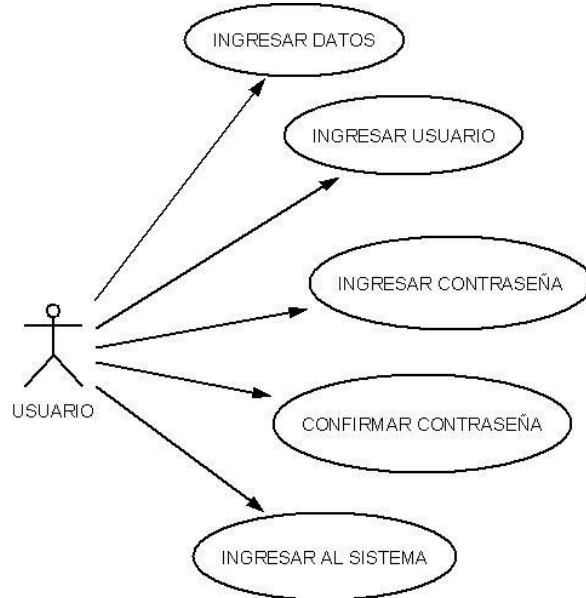 INGRESAR DATOS
INGRESAR USUARIO
INGRESAR CONTRASEÑA
USUARIO
CONFIRMAR CONTRASEÑA
INGRESAR AL SISTEMA